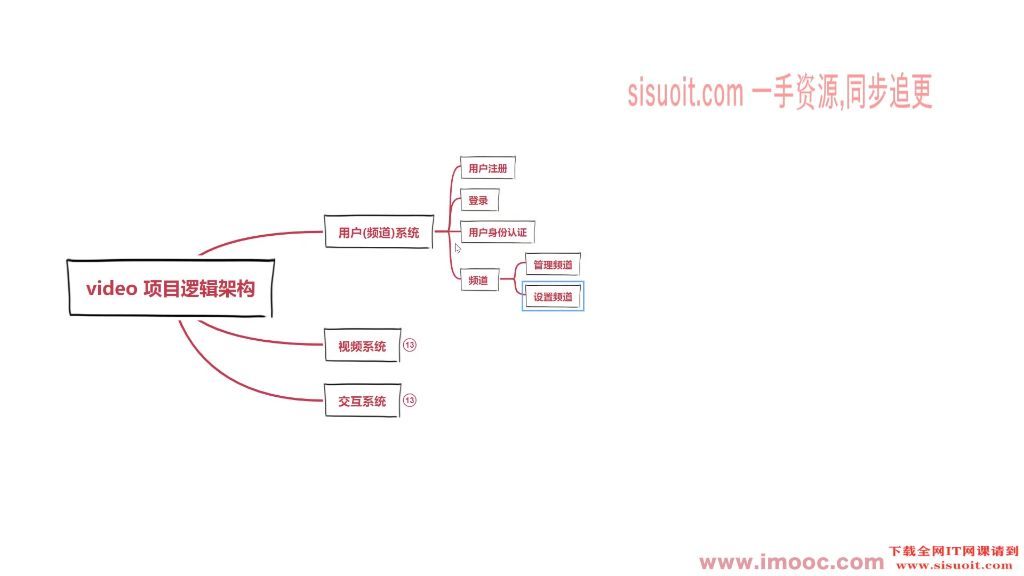 sisuoit.com 一手资源,同步追更
用户注册
登录
用户(频道)系统
用户身份认证
管理频道
频道
video 项目逻辑架构
设置频道
视频系统 13
交互系统 13
下载全网IT网课请到
www.imooc.com
www.sisuoit.com